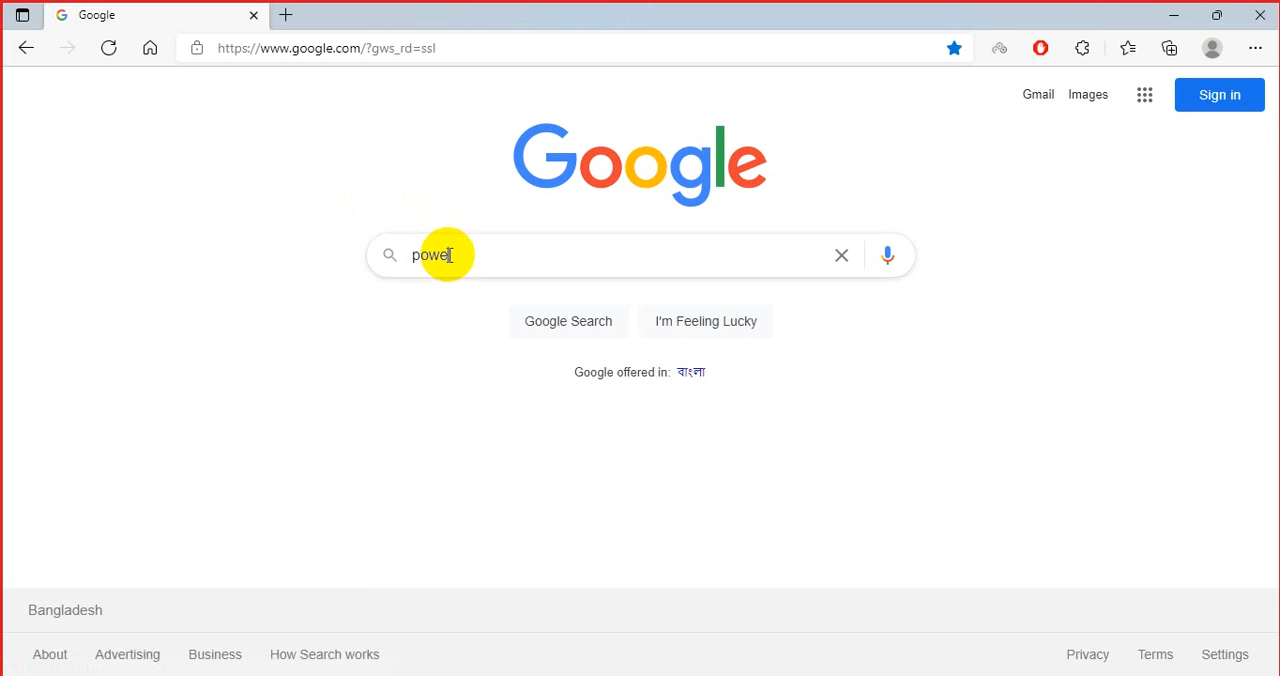 Google
https://www.google.com/?gws_rd=ssl
Gmail Images Sign in
Google
powe
Google Search I'm Feeling Lucky
Google offered in: বাংলা
Bangladesh
About Advertising Business How Search works Privacy Terms Settings